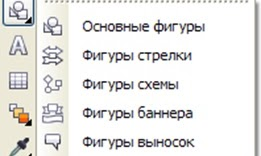 Основные фигуры
Фигуры стрелки
Фигуры схемы
Фигуры баннера
Фигуры выносок